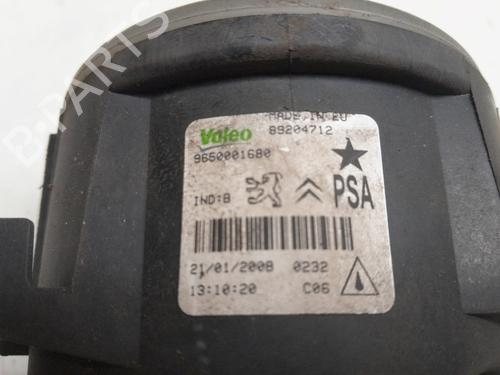 B-PARTS
MADE IN EU
Valeo 89204712
9650001680
IND:B PSA
21/01/2008 0232
13:10:20 C06